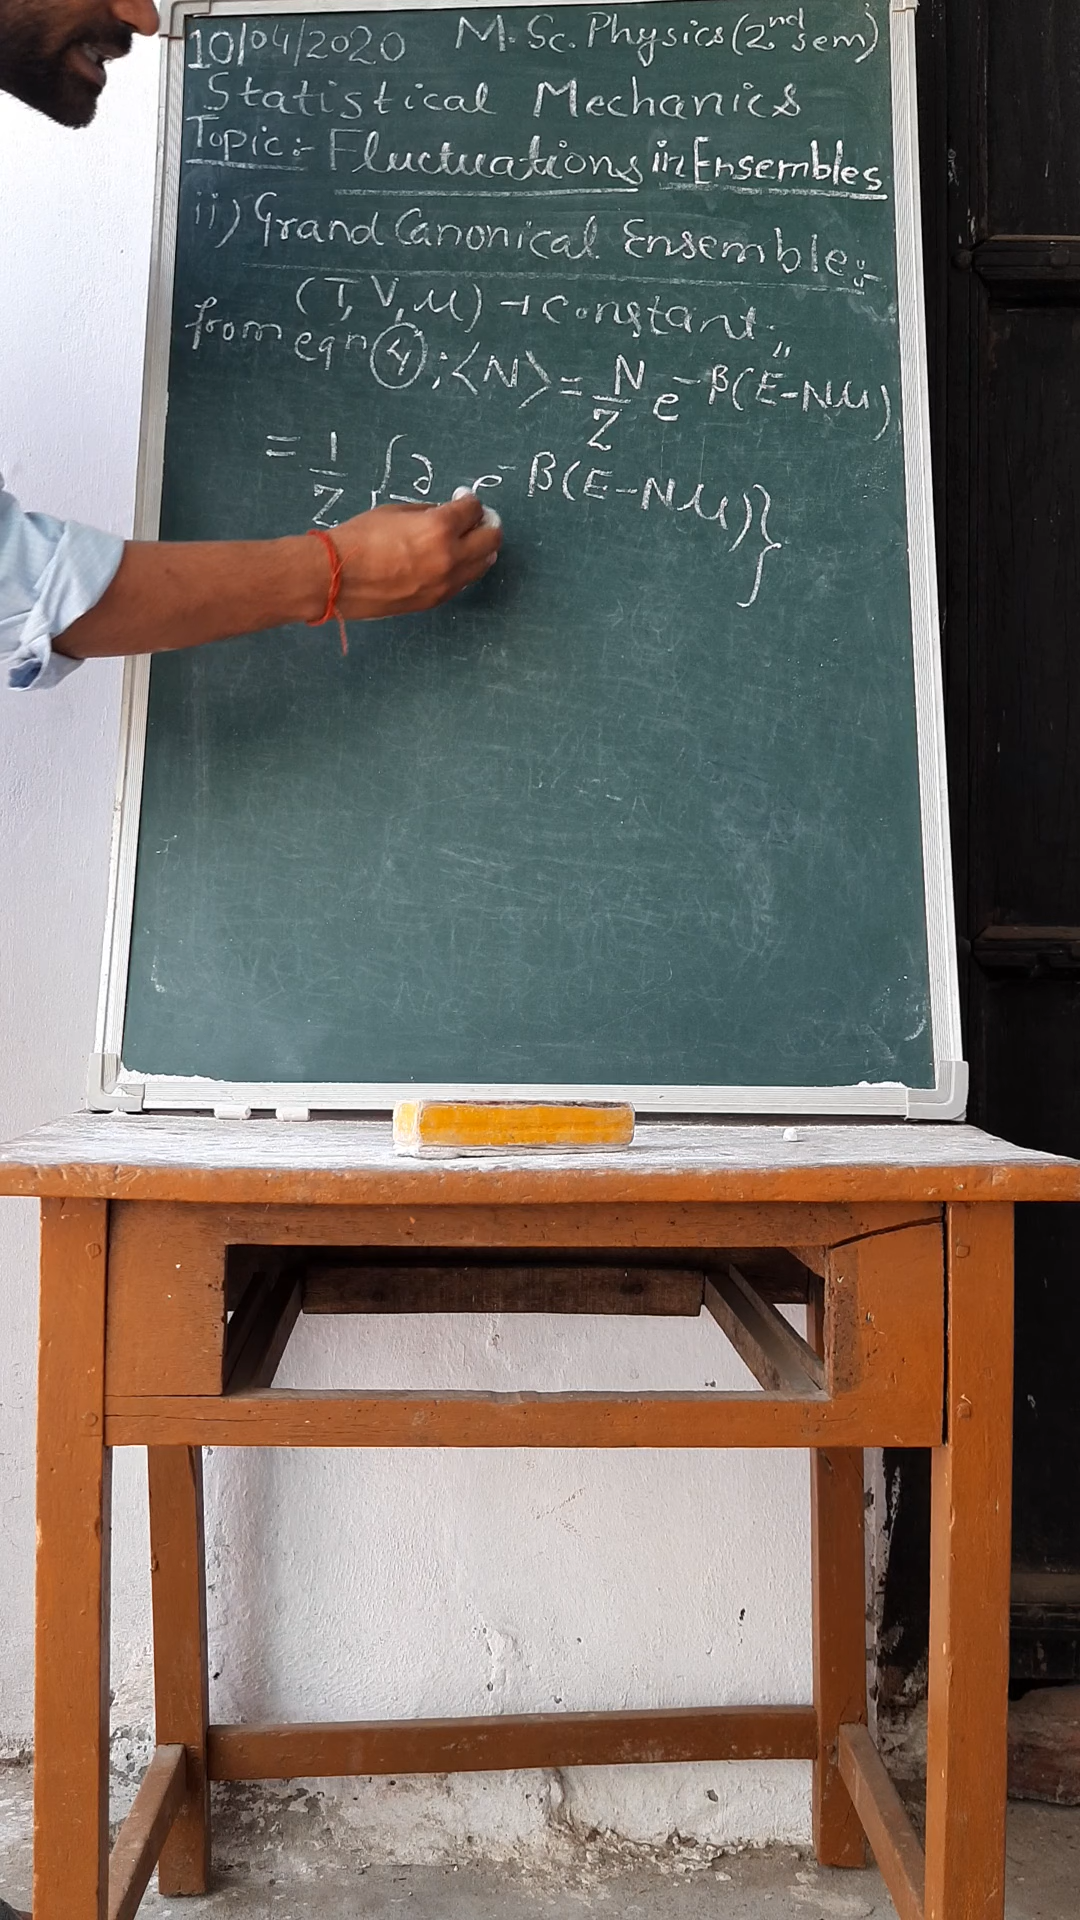 10/04/2020 M.Sc. Physics (2nd sem)
Statistical Mechanics
Topic:- Fluctuations in Ensembles
ii) Grand Canonical Ensemble:-
(T, V, μ) → constant.
from eqn ④; <N> = N/Z e^-β(E-Nμ)
= 1/Z {∂ e^-β(E-Nμ)}